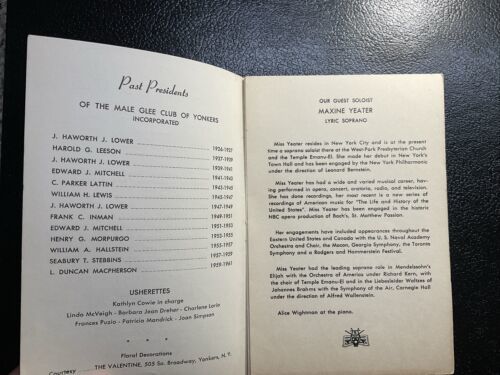 Past Presidents
OF THE MALE GLEE CLUB OF YONKERS
INCORPORATED
J. HAWORTH J. LOWER 1926-1937
HAROLD G. LEESON 1937-1939
J. HAWORTH J. LOWER 1939-1941
EDWARD J. MITCHELL 1941-1943
C. PARKER LATTIN 1943-1945
WILLIAM H. LEWIS 1945-1947
J. HAWORTH J. LOWER 1947-1949
FRANK C. INMAN 1949-1951
EDWARD J. MITCHELL 1951-1953
HENRY G. MORPURGO 1953-1955
WILLIAM A. HALLSTEIN 1955-1957
SEABURY T. STEBBINS 1957-1959
L. DUNCAN MACPHERSON 1959-1961
USHERETTES
Kathlyn Cowie in charge
Linda McVeigh - Barbara Jean Dreher - Charlene Lorin
Frances Puzio - Patricia Mandrick - Joan Simpson
Floral Decorations
Courtesy THE VALENTINE, 505 So. Broadway, Yonkers, N. Y.
OUR GUEST SOLOIST
MAXINE YEATER
LYRIC SOPRANO
Miss Yeater resides in New York City and is at the present
time a soprano soloist there at the West-Park Presbyterian Church
and the Temple Emanu-El. She made her debut in New York's
Town Hall and has been engaged by the New York Philharmonic
under the direction of Leonard Bernstein.
Miss Yeater has had a wide and varied musical career, having
performed in opera, concert, oratorio, radio, and television.
She has done recordings, her most recent is a new series of
recordings of American music for "The Life and History of the
United States". Miss Yeater has been engaged in the historic
NBC opera production of Bach's, St. Matthew Passion.
Her engagements have included appearances throughout the
Eastern United States and Canada with the U. S. Naval Academy
Orchestra and Choir, the Macon, Georgia Symphony, the Toronto
Symphony and a Rodgers and Hammerstein Festival.
Miss Yeater had the leading soprano role in Mendelssohn's
Elijah with the Orchestra of America under Richard Korn, with
the choir of Temple Emanu-El and in the Liebeslieder Waltzes of
Johannes Brahms with the Symphony of the Air, Carnegie Hall
under the direction of Alfred Wallenstein.
Alice Wightman at the piano.